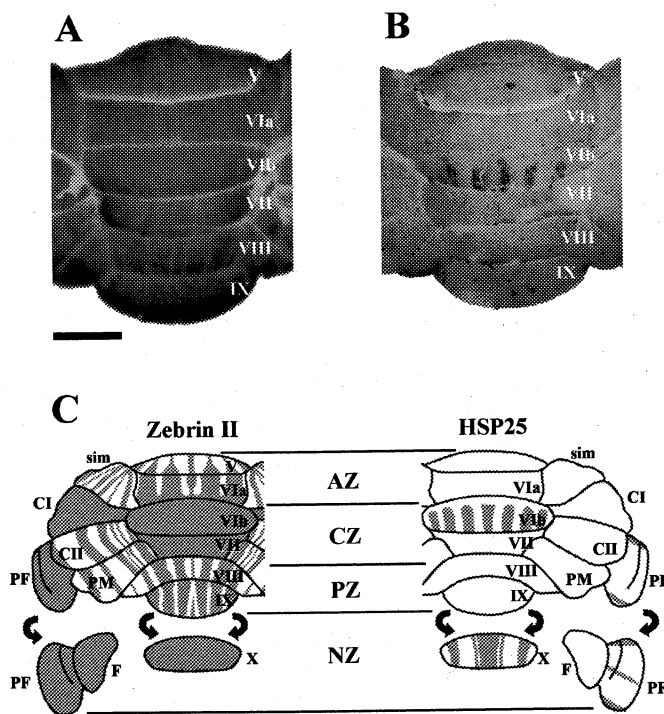 A
B
V
VIa
VIb
VII
VIII
IX
V
VIa
VIb
VII
VIII
IX
C
Zebrin II
HSP25
sim
V
VIa
CI
VIb
VII
CII
VIII
PM
IX
PF
AZ
CZ
PZ
NZ
sim
VIa
CI
VIb
VII
CII
VIII
PM
IX
PF
PF
F
X
X
F
PF